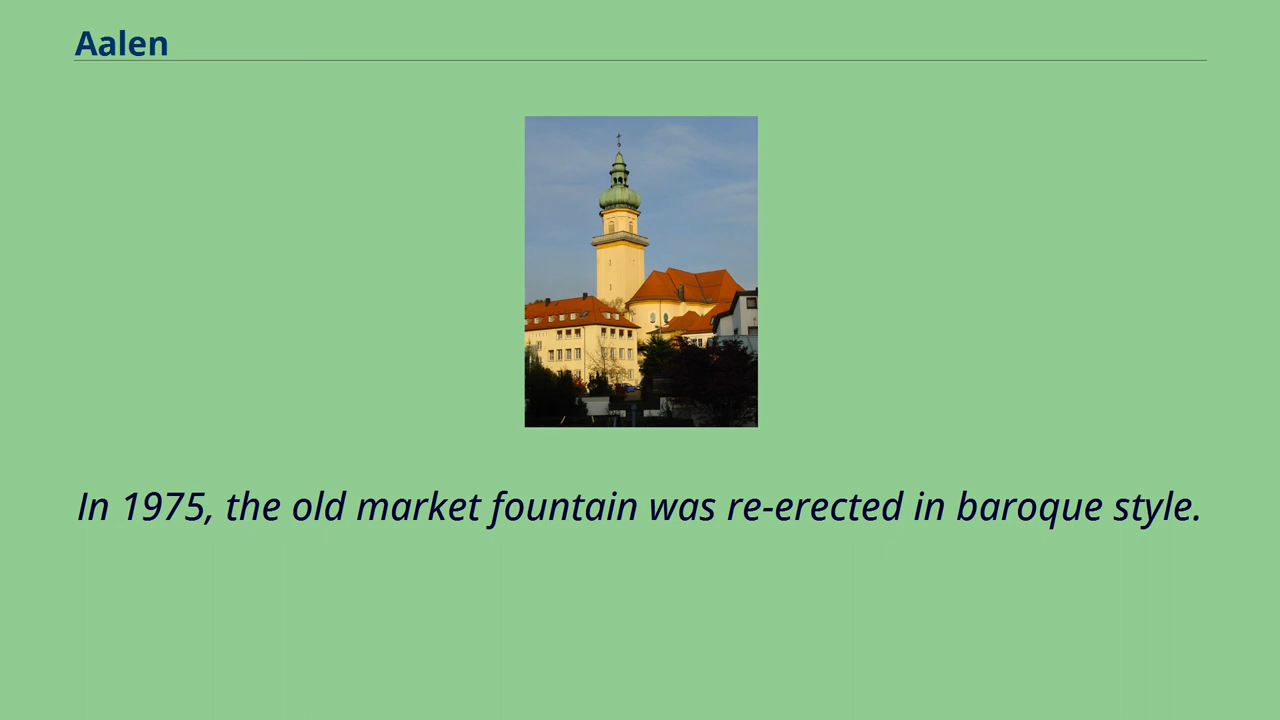 Aalen
In 1975, the old market fountain was re-erected in baroque style.